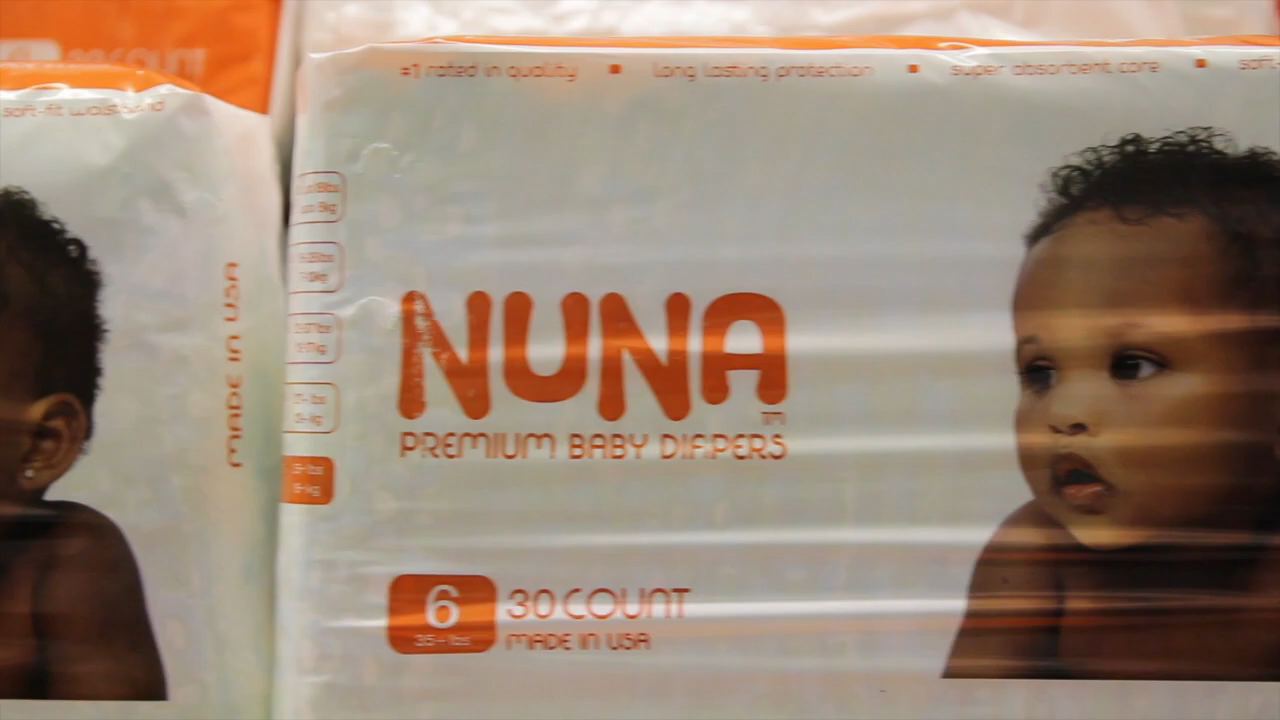 COUNT
soft-fit waistband
MADE IN USA
#1 rated in quality ▪ long lasting protection ▪ super absorbent core ▪ soft
NUNA
TM
PREMIUM BABY DIAPERS
6
35+ lbs
30 COUNT
MADE IN USA